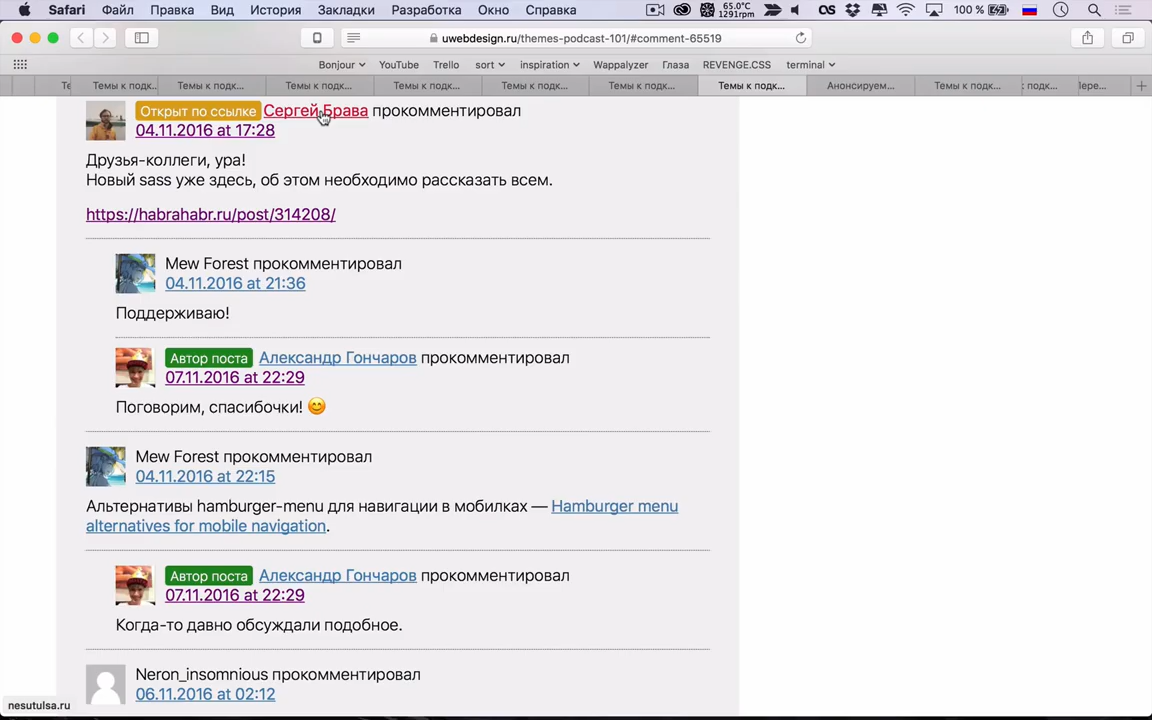 Safari Файл Правка Вид История Закладки Разработка Окно Справка 65.0°C 1291rpm 100 %
uwebdesign.ru/themes-podcast-101/#comment-65519
Bonjour YouTube Trello sort inspiration Wappalyzer Глаза REVENGE.CSS terminal
Те Темы к подк... Темы к подк... Темы к подк... Темы к подк... Темы к подк... Темы к подк... Темы к подк... Анонсируем... Темы к подк...
Открыт по ссылке Сергей Брава прокомментировал
04.11.2016 at 17:28
Друзья-коллеги, ура!
Новый sass уже здесь, об этом необходимо рассказать всем.
https://habrahabr.ru/post/314208/
Mew Forest прокомментировал
04.11.2016 at 21:36
Поддерживаю!
Автор поста Александр Гончаров прокомментировал
07.11.2016 at 22:29
Поговорим, спасибочки! 😊
Mew Forest прокомментировал
04.11.2016 at 22:15
Альтернативы hamburger-menu для навигации в мобилках — Hamburger menu
alternatives for mobile navigation.
Автор поста Александр Гончаров прокомментировал
07.11.2016 at 22:29
Когда-то давно обсуждали подобное.
Neron_insomnious прокомментировал
06.11.2016 at 02:12
nesutulsa.ru